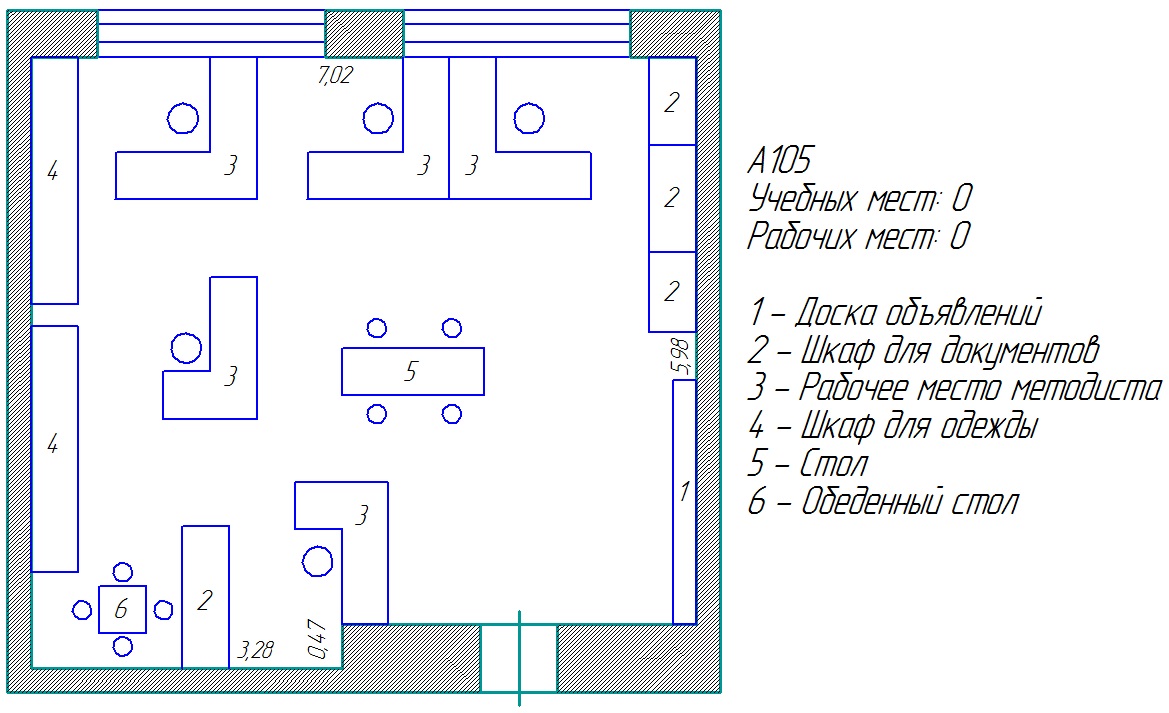 7,02
2
4
3
3
3
2
2
3
5
5,98
4
3
1
6
2
3,28
0,47
А105
Учебных мест: 0
Рабочих мест: 0
1 – Доска объявлений
2 – Шкаф для документов
3 – Рабочее место методиста
4 – Шкаф для одежды
5 – Стол
6 – Обеденный стол